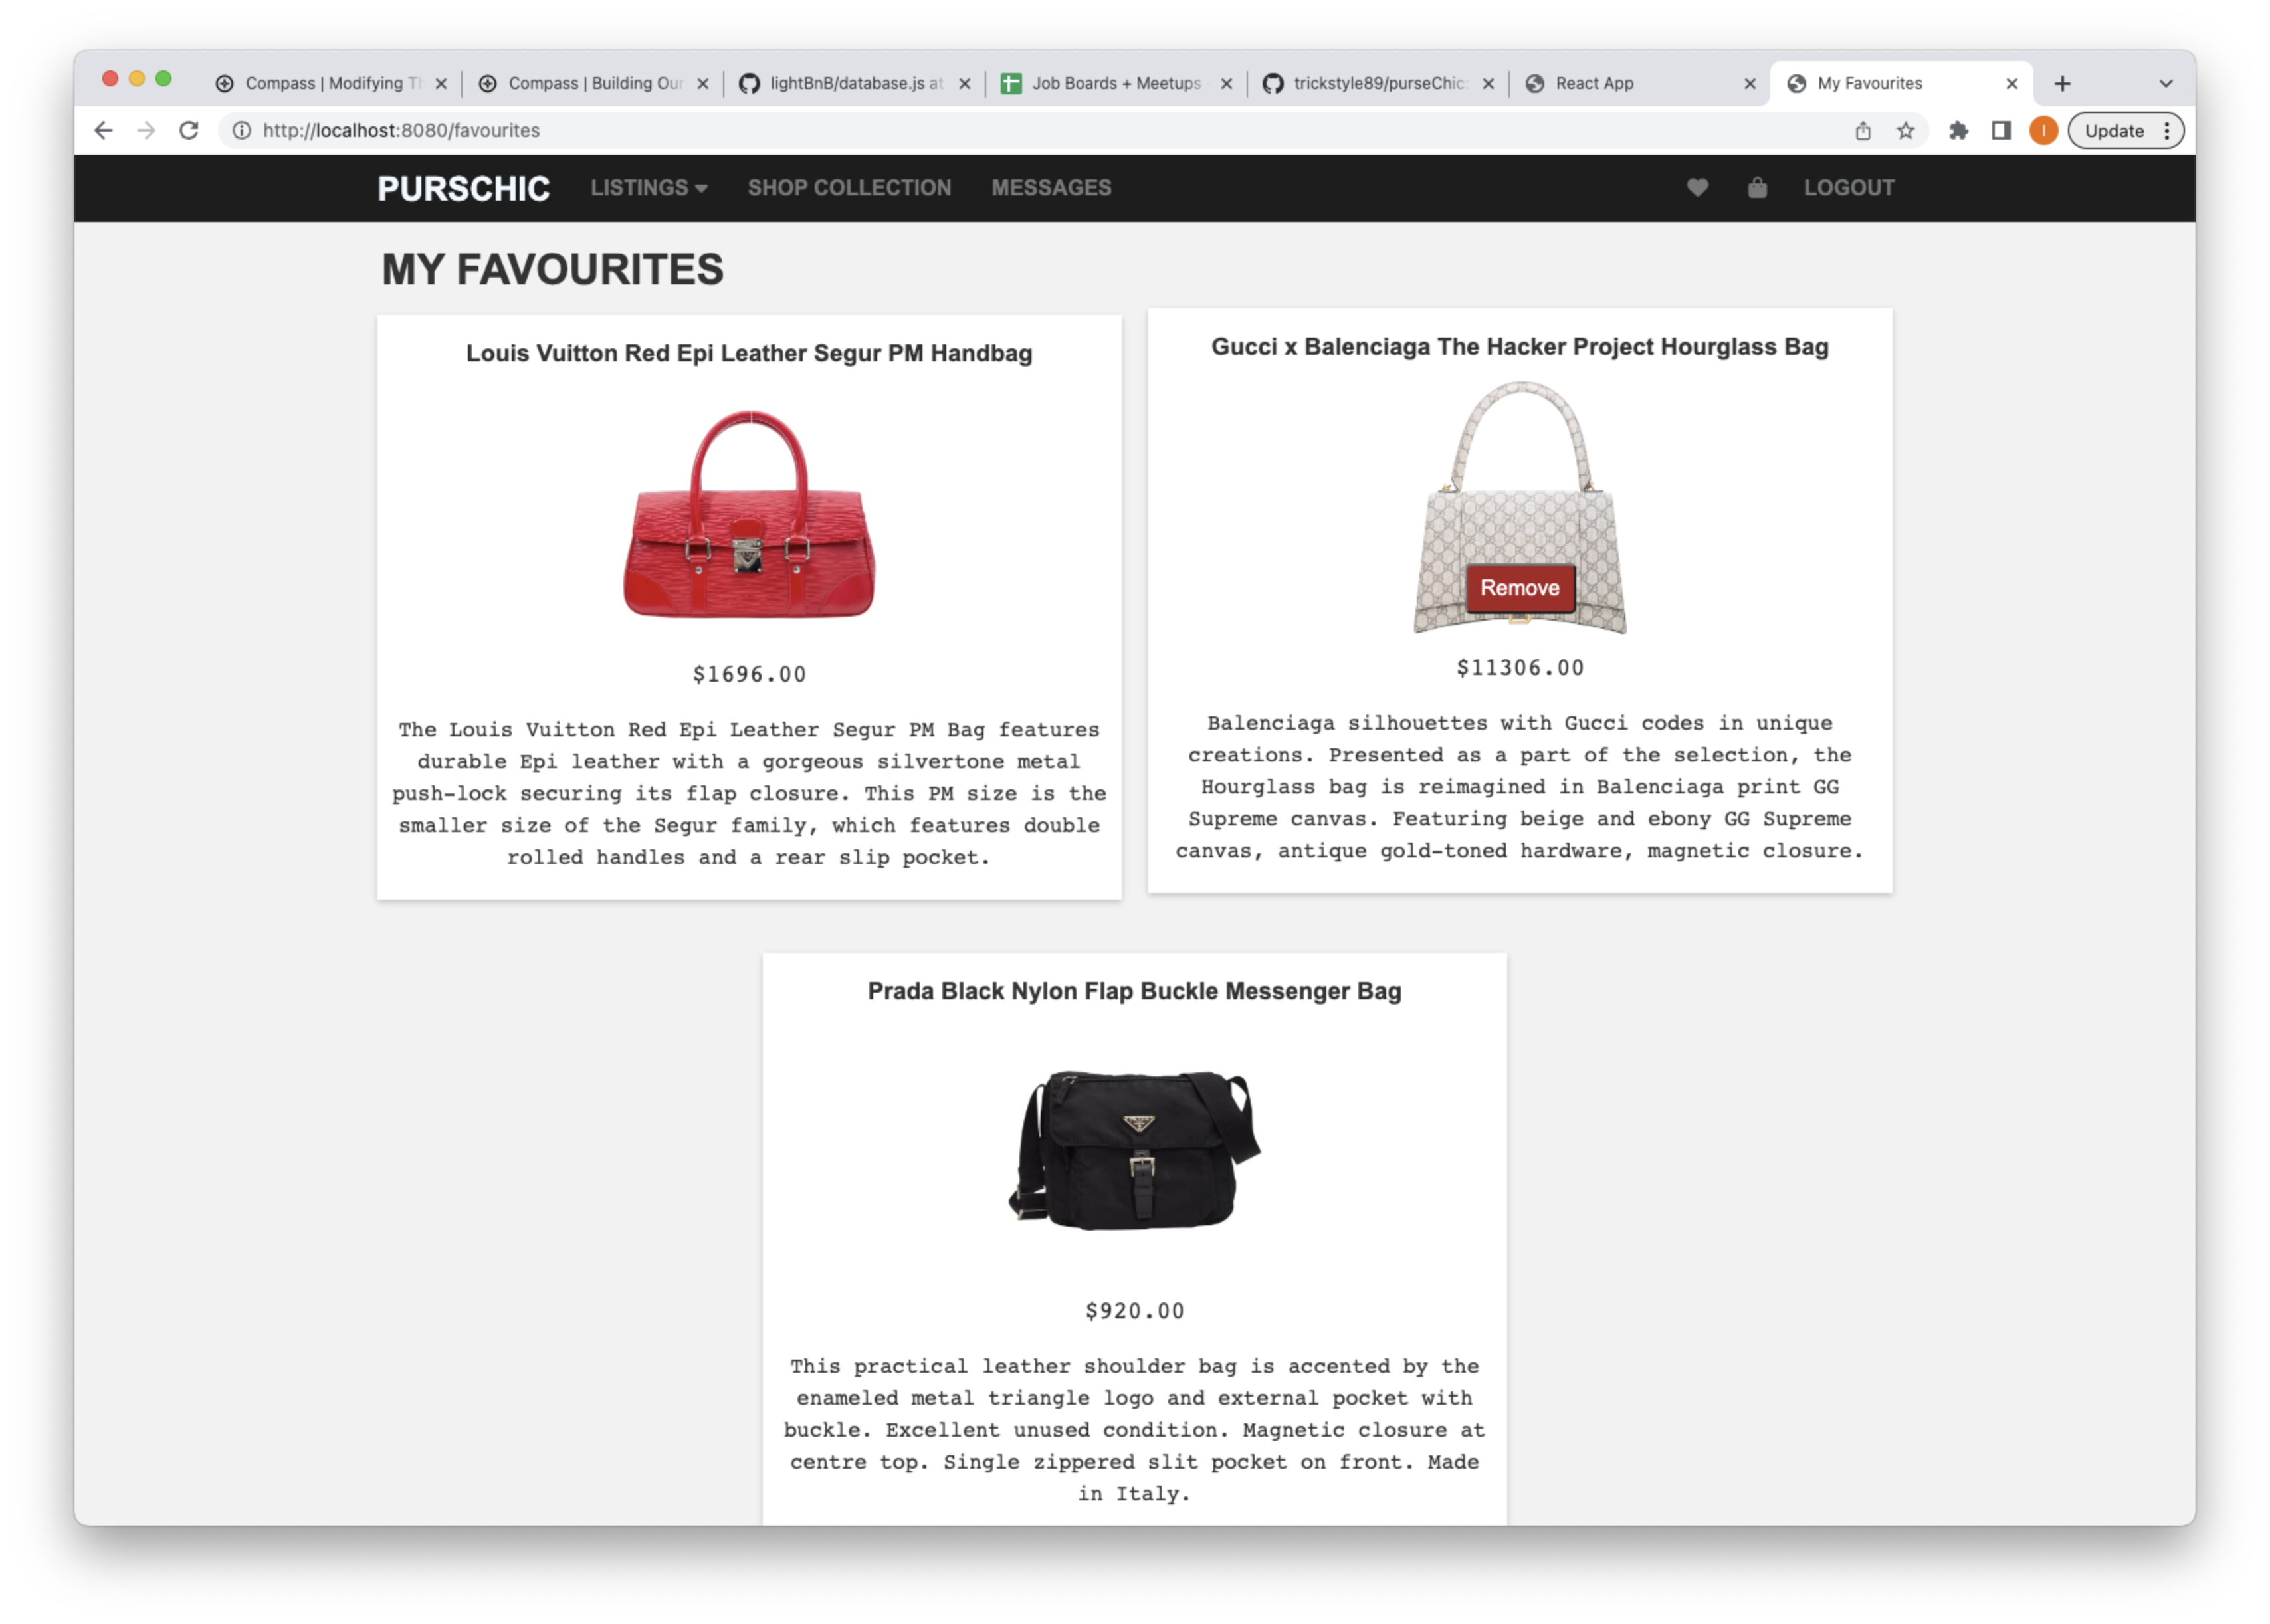 Compass | Modifying Th
Compass | Building Our
lightBnB/database.js at
Job Boards + Meetups
trickstyle89/purseChic:
React App
My Favourites
http://localhost:8080/favourites
I
Update
PURSCHIC
LISTINGS
SHOP COLLECTION
MESSAGES
LOGOUT
MY FAVOURITES
Louis Vuitton Red Epi Leather Segur PM Handbag
$1696.00
The Louis Vuitton Red Epi Leather Segur PM Bag features
durable Epi leather with a gorgeous silvertone metal
push-lock securing its flap closure. This PM size is the
smaller size of the Segur family, which features double
rolled handles and a rear slip pocket.
Gucci x Balenciaga The Hacker Project Hourglass Bag
Remove
$11306.00
Balenciaga silhouettes with Gucci codes in unique
creations. Presented as a part of the selection, the
Hourglass bag is reimagined in Balenciaga print GG
Supreme canvas. Featuring beige and ebony GG Supreme
canvas, antique gold-toned hardware, magnetic closure.
Prada Black Nylon Flap Buckle Messenger Bag
$920.00
This practical leather shoulder bag is accented by the
enameled metal triangle logo and external pocket with
buckle. Excellent unused condition. Magnetic closure at
centre top. Single zippered slit pocket on front. Made
in Italy.